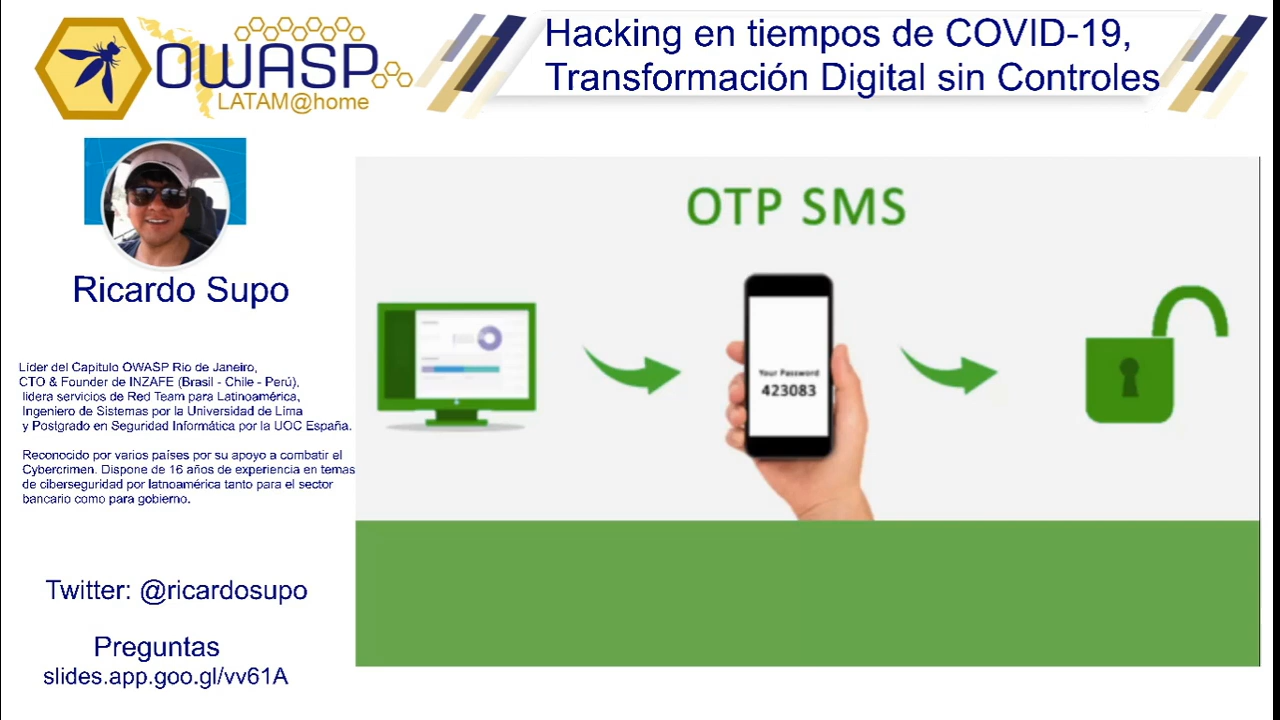 OWASP
LATAM@home
Hacking en tiempos de COVID-19,
Transformación Digital sin Controles
Ricardo Supo
Líder del Capitulo OWASP Rio de Janeiro,
CTO & Founder de INZAFE (Brasil - Chile - Perú),
lidera servicios de Red Team para Latinoamérica,
Ingeniero de Sistemas por la Universidad de Lima
y Postgrado en Seguridad Informática por la UOC España.
Reconocido por varios países por su apoyo a combatir el
Cybercrimen. Dispone de 16 años de experiencia en temas
de ciberseguridad por latnoamérica tanto para el sector
bancario como para gobierno.
Twitter: @ricardosupo
Preguntas
slides.app.goo.gl/vv61A
OTP SMS
Your Password
423083